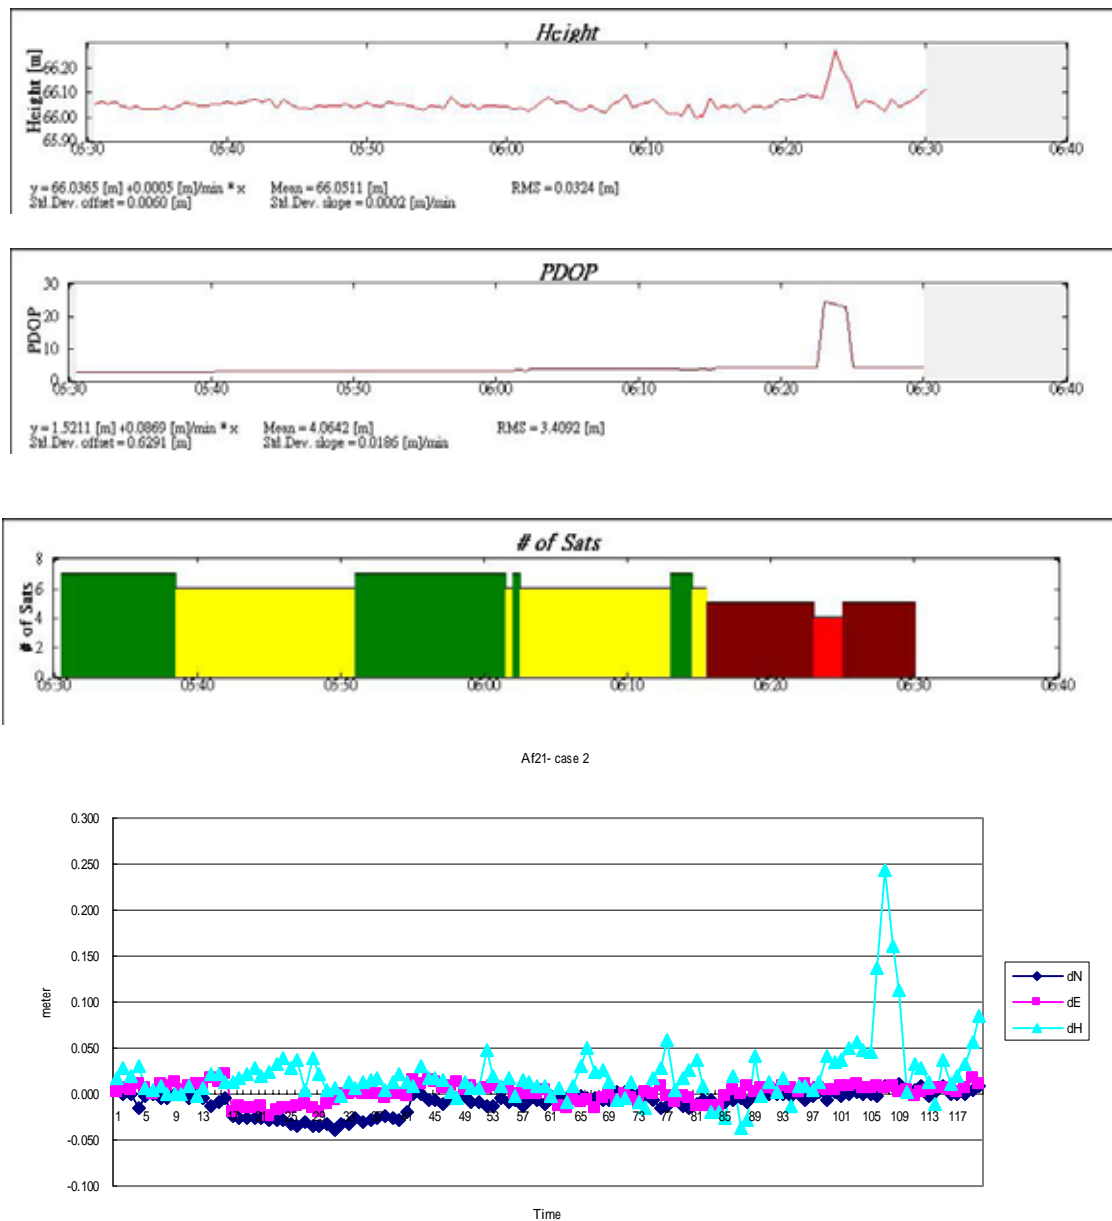 Height
Height [m]
66.20
66.10
66.00
65.90
05:30 05:40 05:50 06:00 06:10 06:20 06:30 06:40
y = 66.0365 [m] +0.0005 [m]/min * x Mean = 66.0511 [m] RMS = 0.0324 [m]
Std.Dev. offset = 0.0060 [m] Std.Dev. slope = 0.0002 [m]/min
PDOP
PDOP
30
20
10
0
05:30 05:40 05:50 06:00 06:10 06:20 06:30 06:40
y = 1.5211 [m] +0.0869 [m]/min * x Mean = 4.0642 [m] RMS = 3.4092 [m]
Std.Dev. offset = 0.6291 [m] Std.Dev. slope = 0.0186 [m]/min
# of Sats
# of Sats
8
6
4
2
0
05:30 05:40 05:50 06:00 06:10 06:20 06:30 06:40
Af21- case 2
meter
0.300
0.250
0.200
0.150
0.100
0.050
0.000
-0.050
-0.100
1 5 9 13 25 29 45 49 53 57 61 65 69 73 77 81 85 89 93 97 101 105 109 113 117
dN
dE
dH
Time